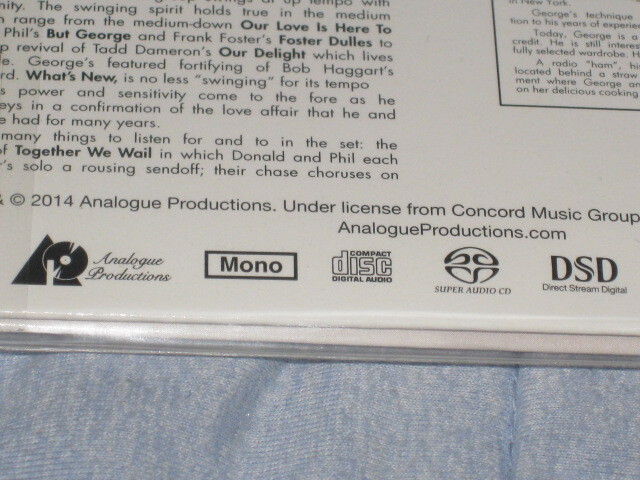 nity. The swinging spirit holds true in the medium
n range from the medium-down Our Love Is Here To
Phil's But George and Frank Foster's Foster Dulles to
p revival of Tadd Dameron's Our Delight which lives
e. George's featured fortifying of Bob Haggart's
rd. What's New, is no less "swinging" for its tempo
s power and sensitivity come to the fore as he
eys in a confirmation of the love affair that he and
e had for many years.
many things to listen for and to in the set: the
of Together We Wail in which Donald and Phil each
r's solo a rousing sendoff; their chase choruses on
in New York.
George's technique
tion to his years of experie
Today, George is a
credit. He is still interes
fully selected wardrobe. H
A radio "ham", his
located behind a straw
ment where George an
on her delicious cooking
& © 2014 Analogue Productions. Under license from Concord Music Group
AnalogueProductions.com
AP Analogue Productions
Mono
COMPACT disc DIGITAL AUDIO
SUPER AUDIO CD
DSD
Direct Stream Digital